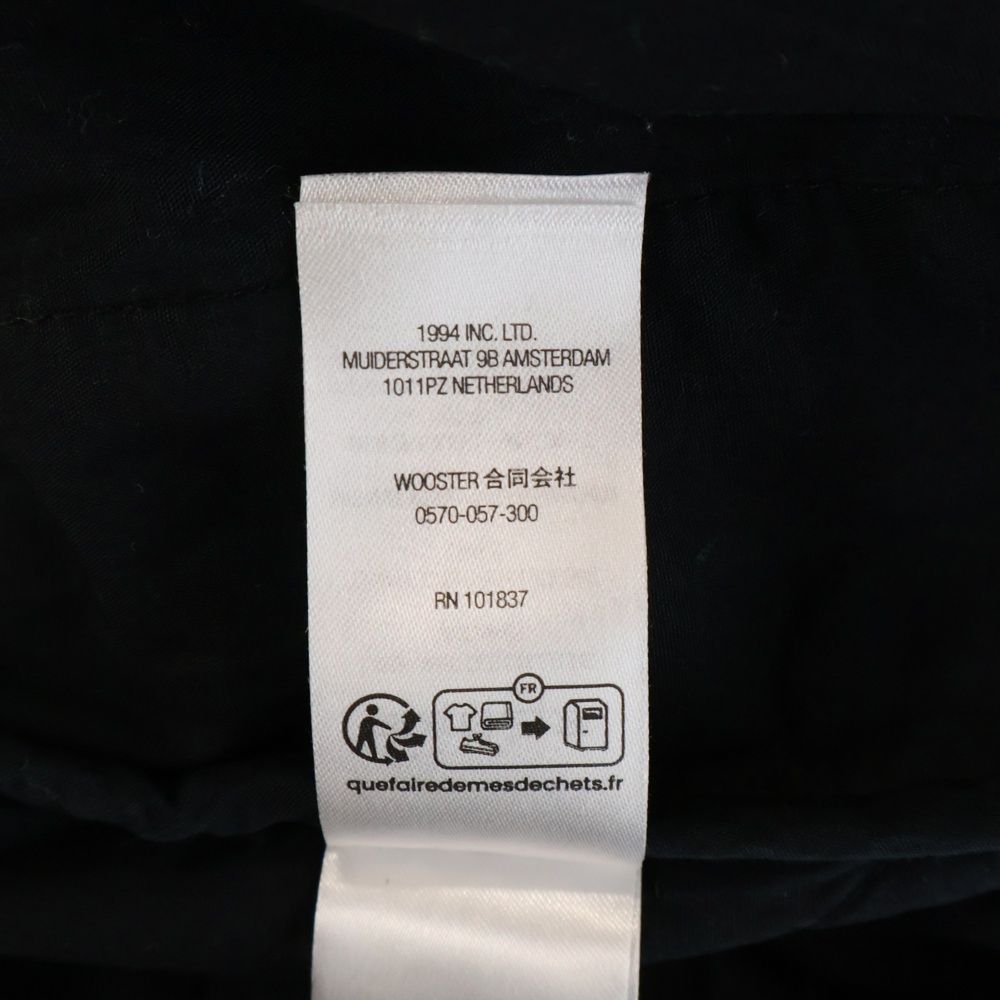 1994 INC. LTD.
MUIDERSTRAAT 9B AMSTERDAM
1011PZ NETHERLANDS
WOOSTER 合同会社
0570-057-300
RN 101837
FR
quefairedemesdechets.fr